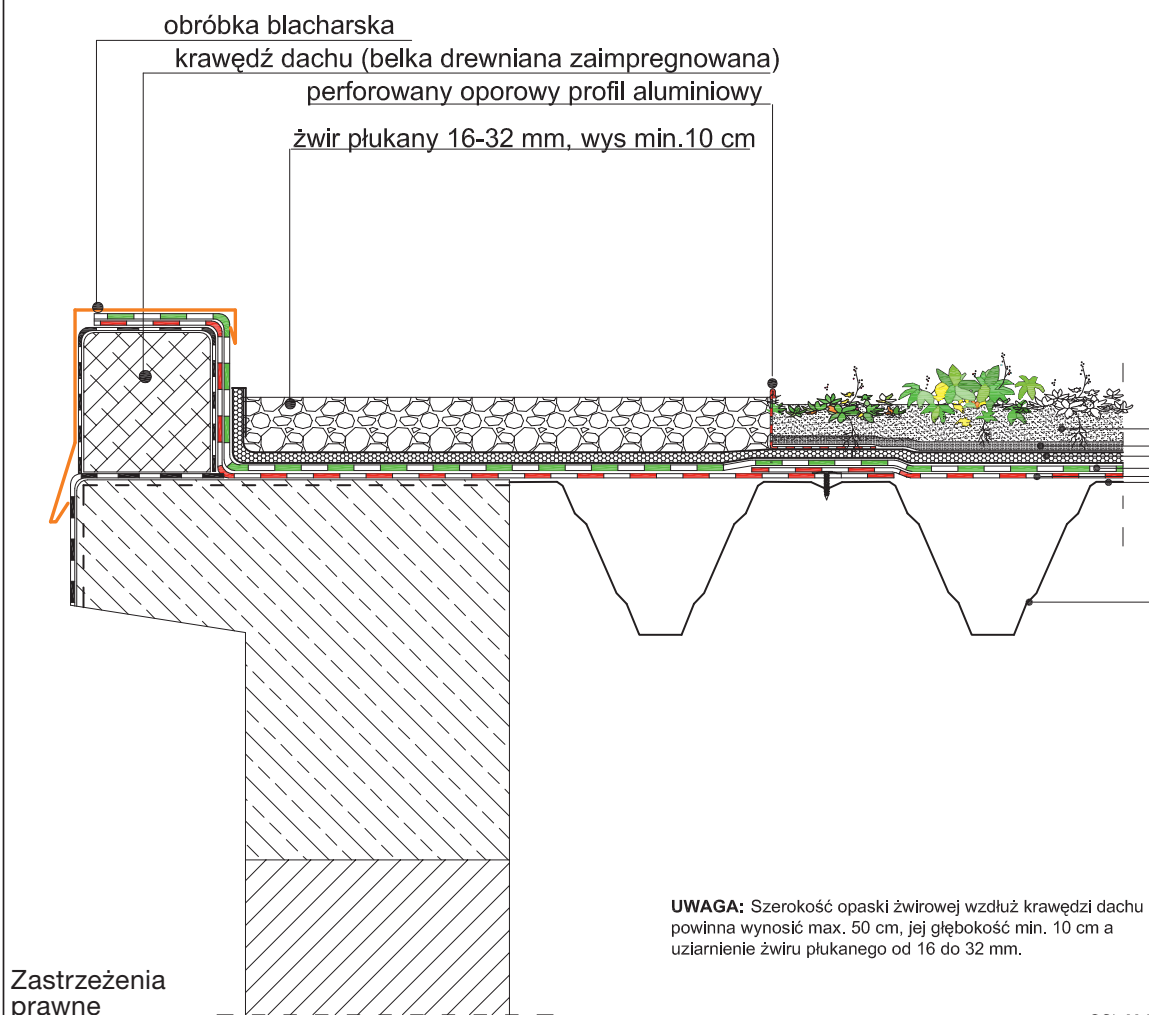 obróbka blacharska
krawędź dachu (belka drewniana zaimpregnowana)
perforowany oporowy profil aluminiowy
żwir płukany 16-32 mm, wys min.10 cm
UWAGA: Szerokość opaski żwirowej wzdłuż krawędzi dachu
powinna wynosić max. 50 cm, jej głębokość min. 10 cm a
uziarnienie żwiru płukanego od 16 do 32 mm.
Zastrzeżenia
prawne